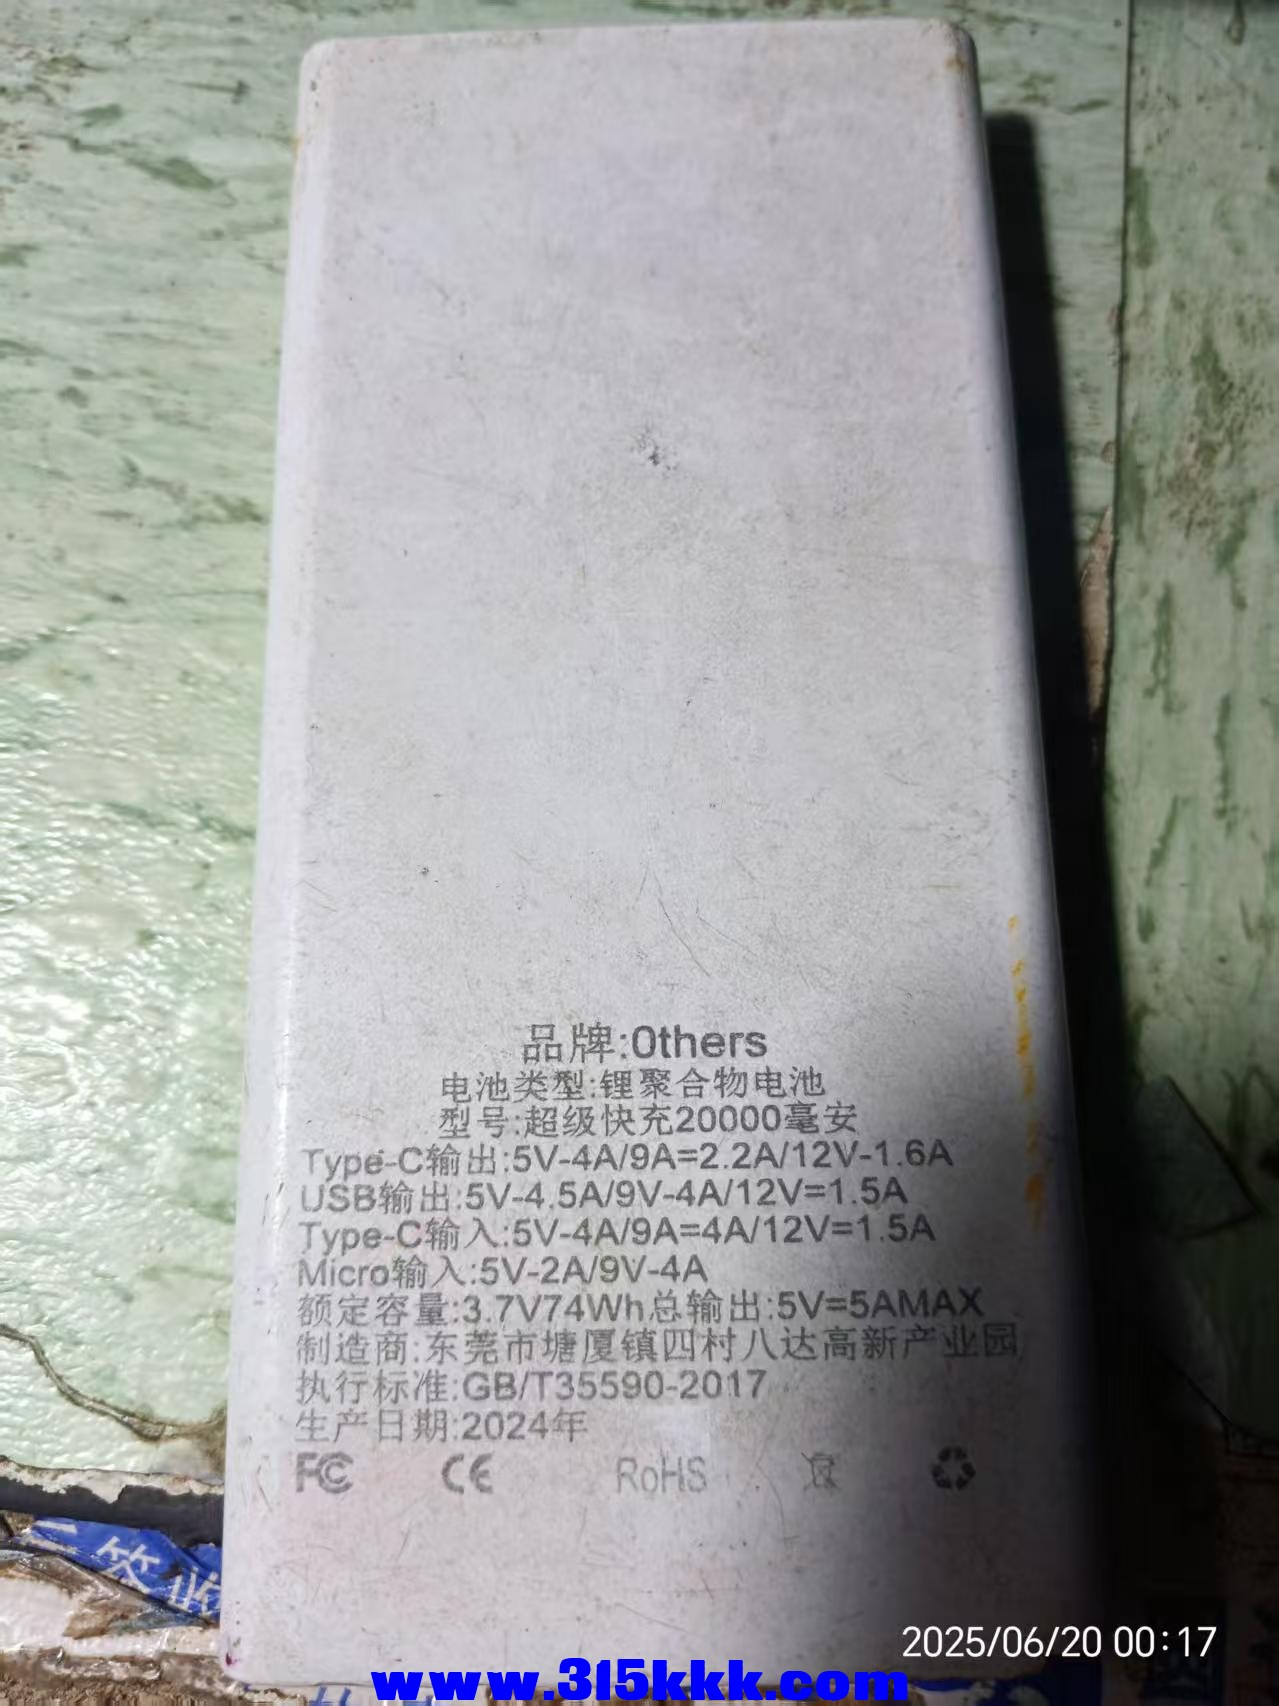 品牌:Others
电池类型:锂聚合物电池
型号:超级快充20000毫安
Type-C输出:5V-4A/9A=2.2A/12V-1.6A
USB输出:5V-4.5A/9V-4A/12V=1.5A
Type-C输入:5V-4A/9A=4A/12V=1.5A
Micro输入:5V-2A/9V-4A
额定容量:3.7V74Wh总输出:5V=5AMAX
制造商:东莞市塘厦镇四村八达高新产业园
执行标准:GB/T35590-2017
生产日期:2024年
FC CE RoHS
签收
2025/06/20 00:17
www.315kkk.com